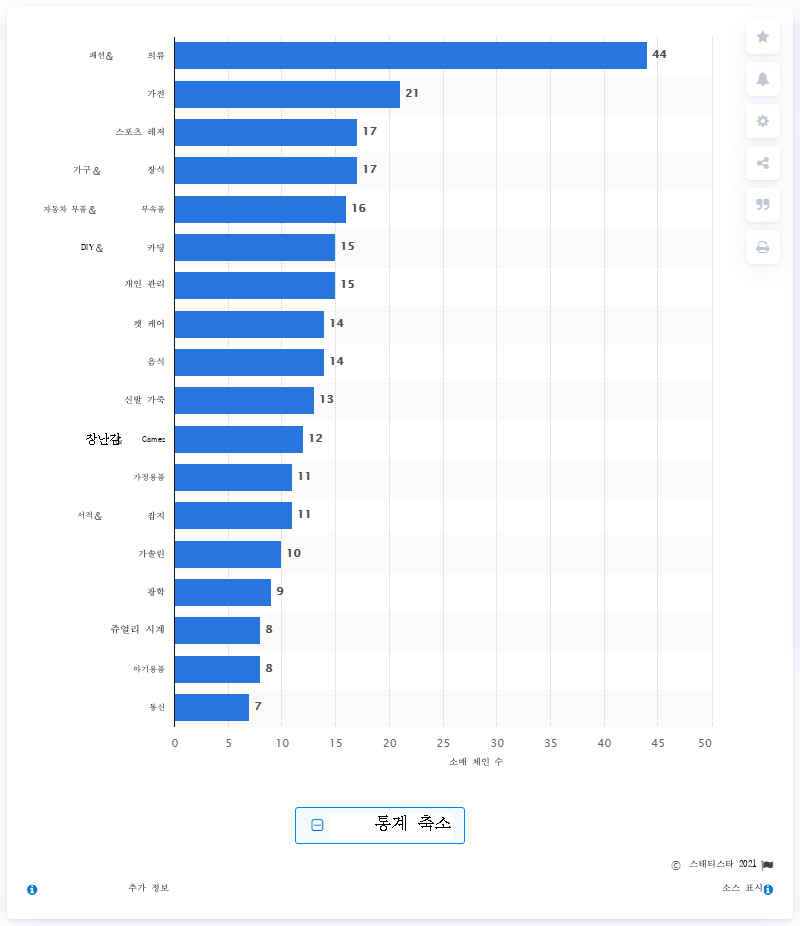 패션& 의류 44
가전 21
스포츠 레저 17
가구 & 장식 17
자동차 부품 & 부속품 16
DIY & 카딩 15
개인 관리 15
펫 케어 14
음식 14
신발 가죽 13
장난감& Games 12
가정용품 11
서적 & 잡지 11
가솔린 10
광학 9
쥬얼리 시계 8
아기용품 8
통신 7
0 5 10 15 20 25 30 35 40 45 50
소매 체인 수
통계 축소
© 스태티스타 2021
추가 정보 소스 표시